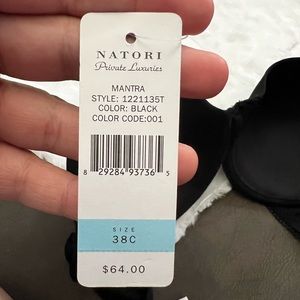 NATORI
Private Luxuries
MANTRA
STYLE: 1221135T
COLOR: BLACK
COLOR CODE:001
8 29284 93736 5
SIZE
38C
$64.00